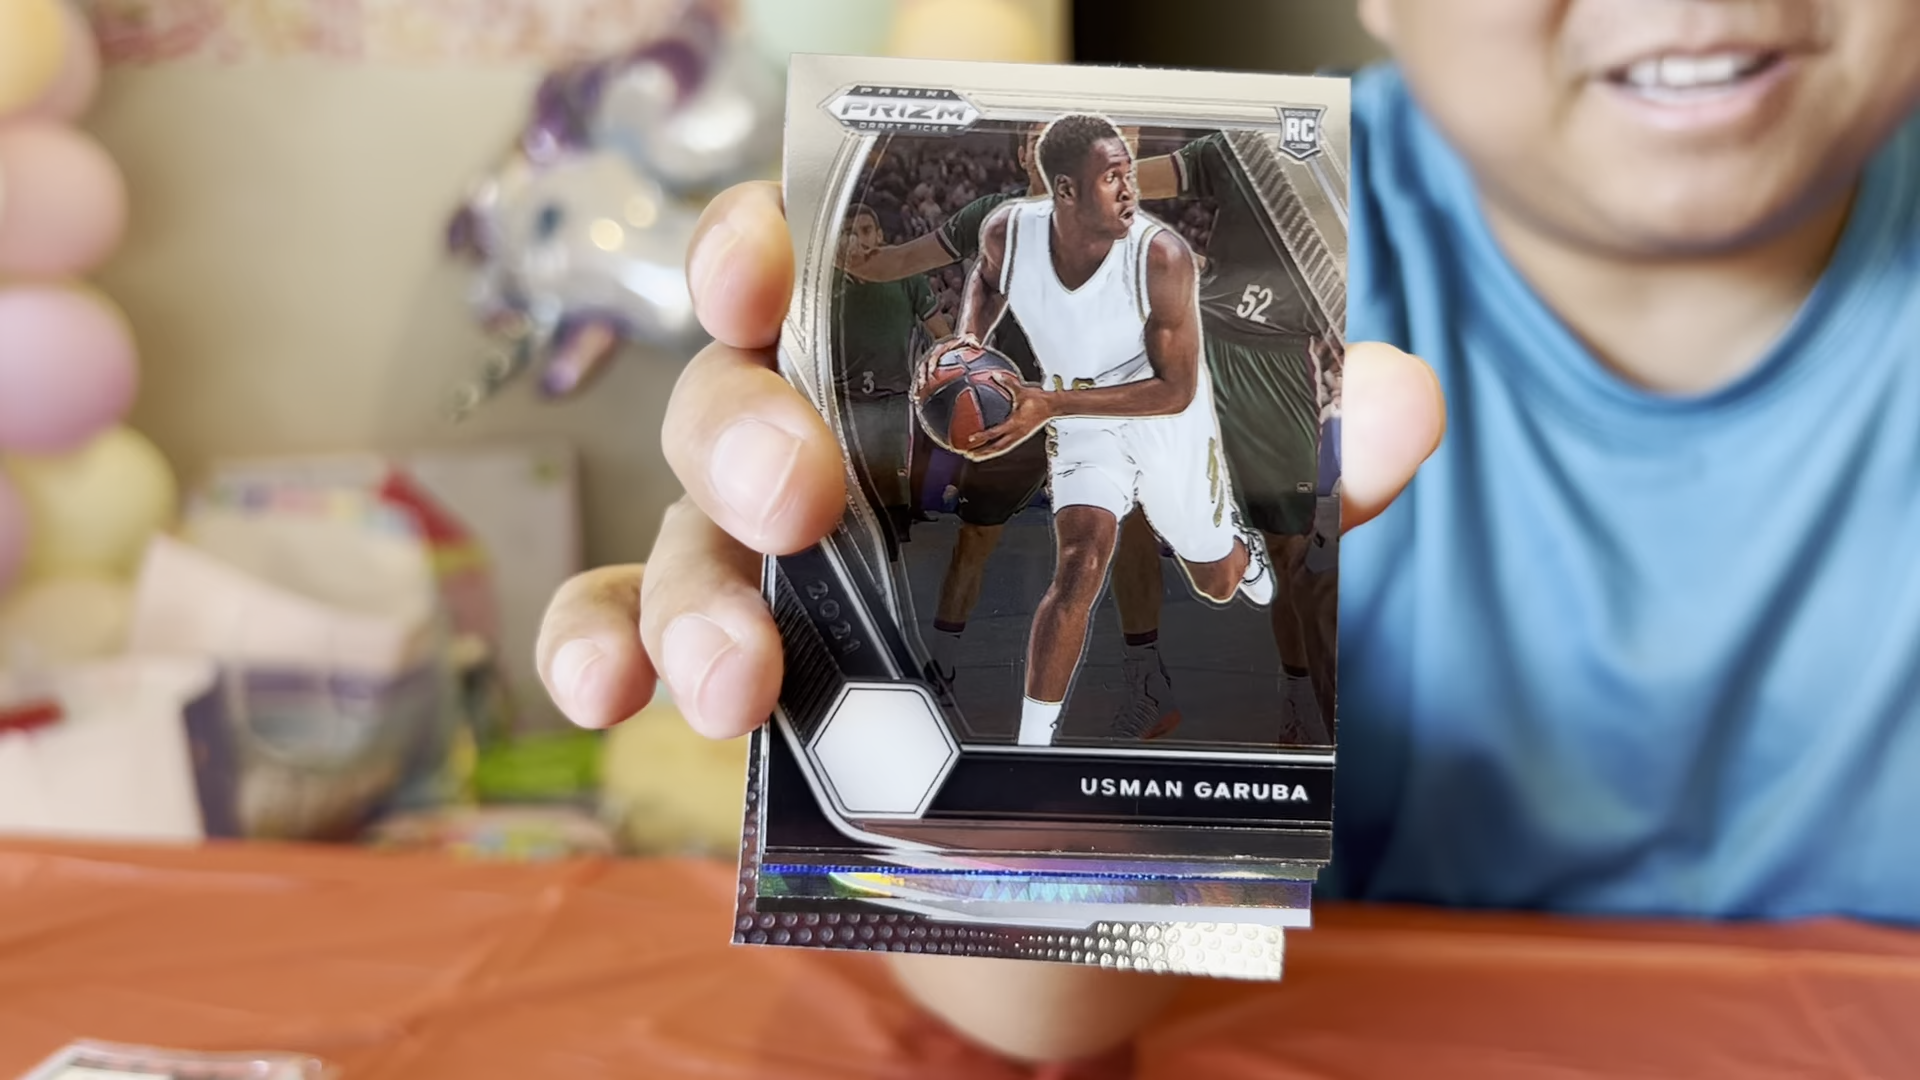 PANINI
PRIZM
DRAFT PICKS
ROOKIE
RC
CARD
52
3
2021
USMAN GARUBA